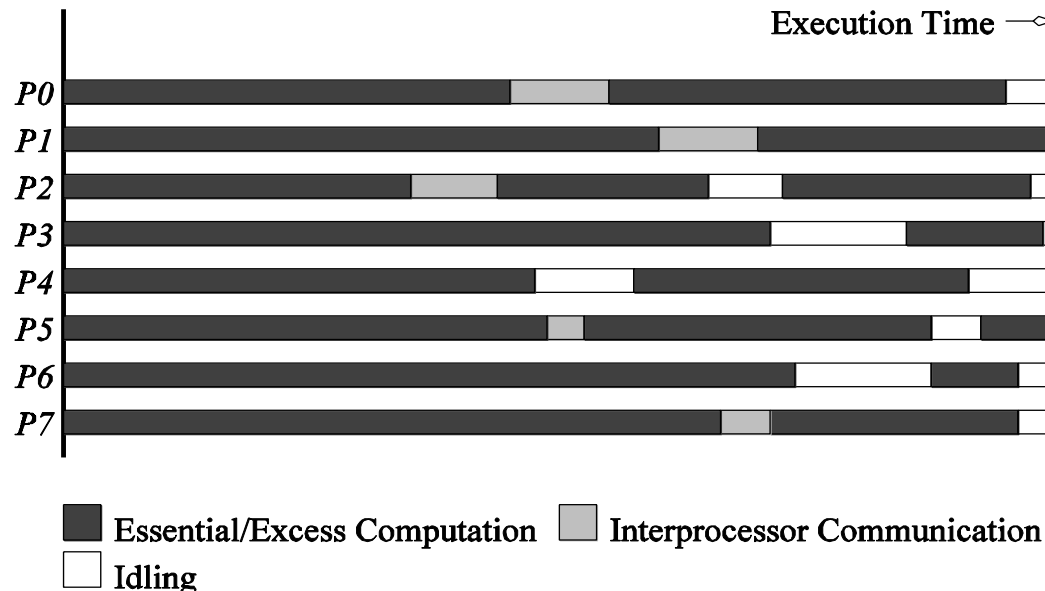 Execution Time
P0
P1
P2
P3
P4
P5
P6
P7
Essential/Excess Computation Interprocessor Communication
Idling